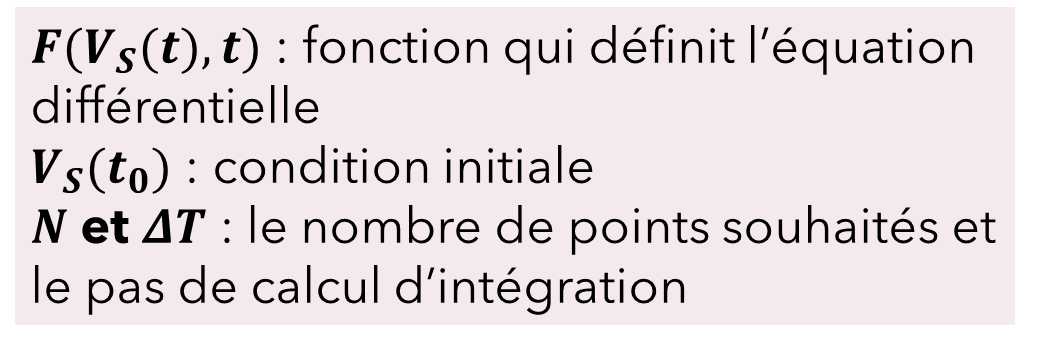 F(V_S(t), t) : fonction qui définit l’équation
différentielle
V_S(t_0) : condition initiale
N et ΔT : le nombre de points souhaités et
le pas de calcul d’intégration